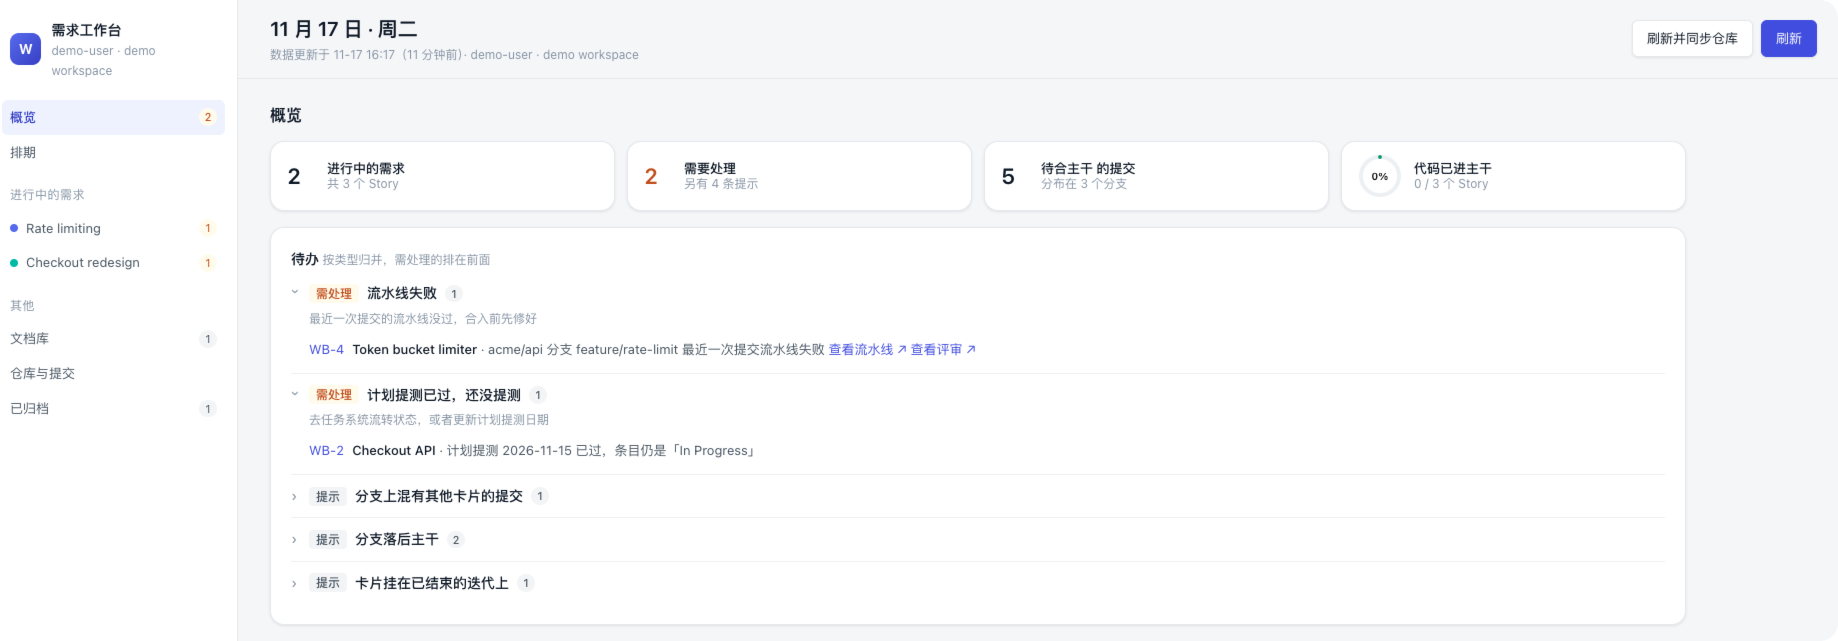 W
需求工作台
demo-user · demo
workspace
概览 2
排期
进行中的需求
Rate limiting 1
Checkout redesign 1
其他
文档库 1
仓库与提交
已归档 1
11 月 17 日 · 周二
数据更新于 11-17 16:17（11 分钟前）· demo-user · demo workspace
刷新并同步仓库
刷新
概览
2
进行中的需求
共 3 个 Story
2
需要处理
另有 4 条提示
5
待合主干 的提交
分布在 3 个分支
0%
代码已进主干
0 / 3 个 Story
待办 按类型归并，需处理的排在前面
需处理 流水线失败 1
最近一次提交的流水线没过，合入前先修好
WB-4 Token bucket limiter · acme/api 分支 feature/rate-limit 最近一次提交流水线失败 查看流水线 ↗ 查看评审 ↗
需处理 计划提测已过，还没提测 1
去任务系统流转状态，或者更新计划提测日期
WB-2 Checkout API · 计划提测 2026-11-15 已过，条目仍是「In Progress」
提示 分支上混有其他卡片的提交 1
提示 分支落后主干 2
提示 卡片挂在已结束的迭代上 1